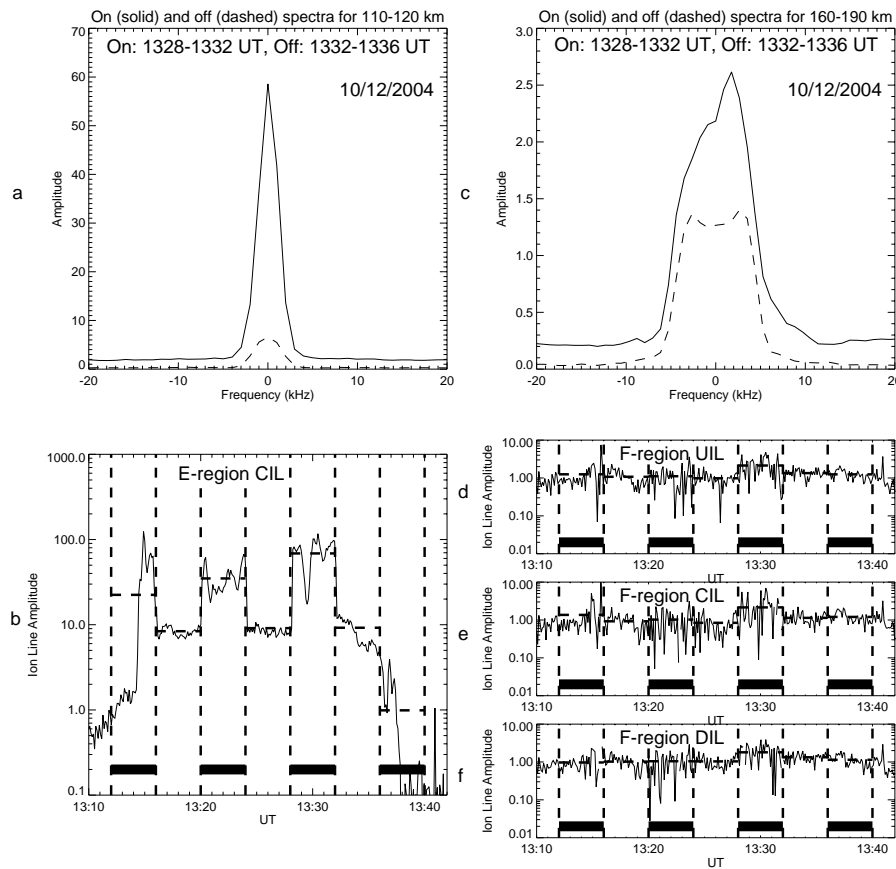 On (solid) and off (dashed) spectra for 110-120 km
On: 1328-1332 UT, Off: 1332-1336 UT
10/12/2004
70
60
50
40
30
20
10
0
Amplitude
a
-20
-10
0
10
20
Frequency (kHz)
On (solid) and off (dashed) spectra for 160-190 km
On: 1328-1332 UT, Off: 1332-1336 UT
10/12/2004
3.0
2.5
2.0
1.5
1.0
0.5
0.0
Amplitude
c
-20
-10
0
10
20
Frequency (kHz)
E-region CIL
1000.0
100.0
10.0
1.0
0.1
Ion Line Amplitude
b
13:10
13:20
13:30
13:40
UT
F-region UIL
10.00
1.00
0.10
0.01
Ion Line Amplitude
d
13:10
13:20
13:30
13:40
UT
F-region CIL
10.00
1.00
0.10
0.01
Ion Line Amplitude
e
13:10
13:20
13:30
13:40
UT
F-region DIL
10.00
1.00
0.10
0.01
Ion Line Amplitude
f
13:10
13:20
13:30
13:40
UT